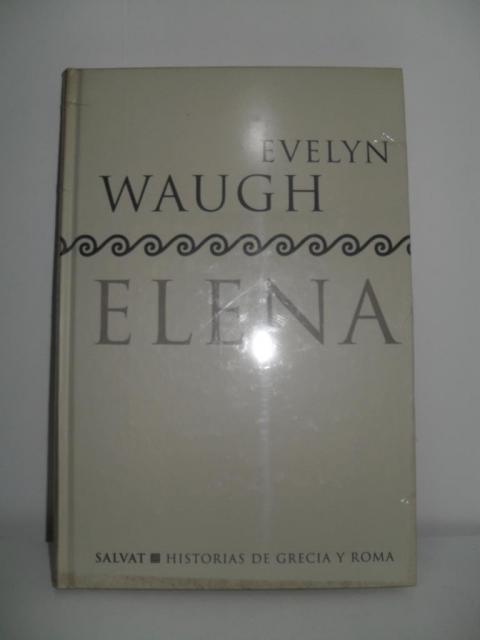 EVELYN
WAUGH
ELENA
SALVAT ■ HISTORIAS DE GRECIA Y ROMA